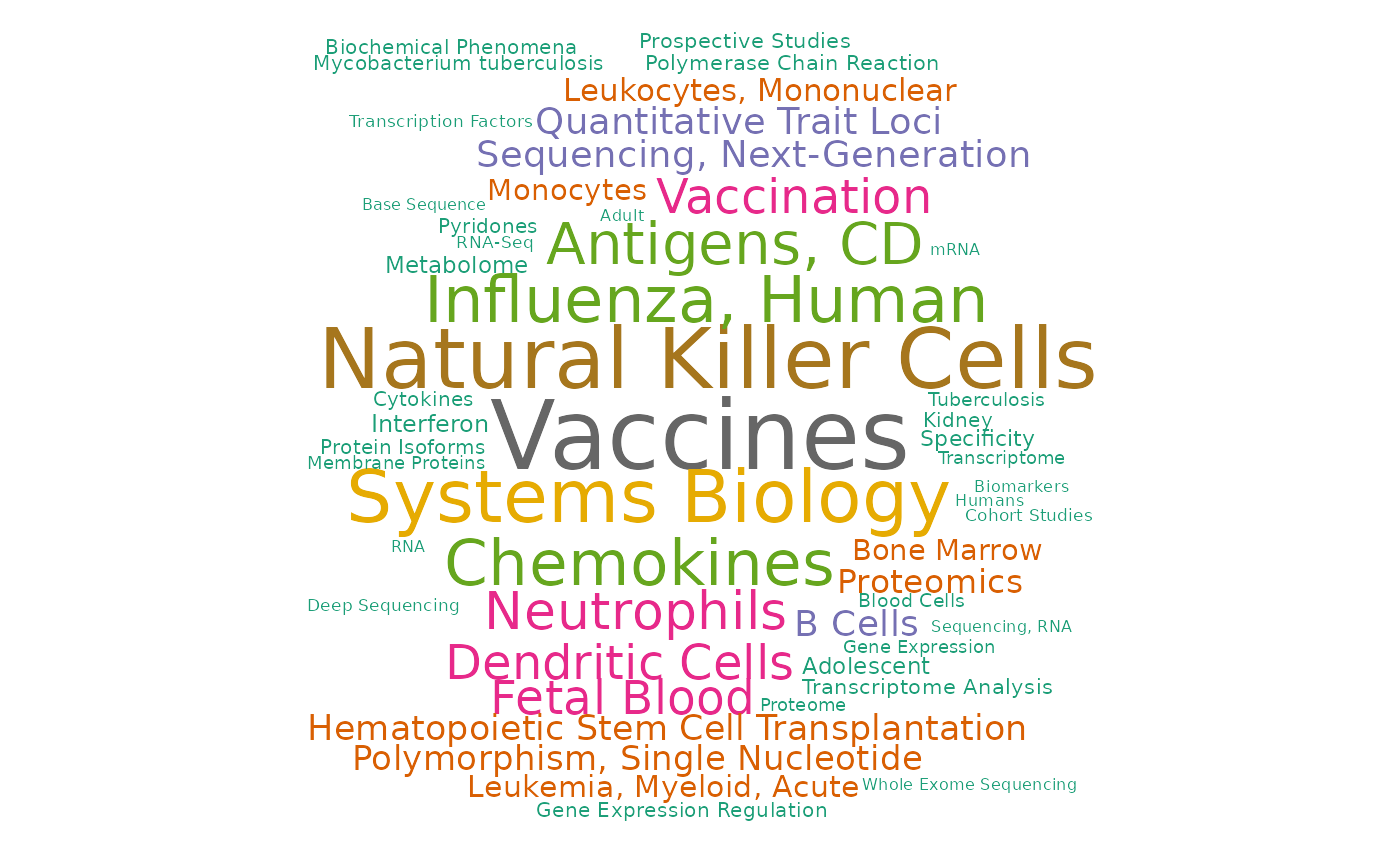 Prospective Studies
Biochemical Phenomena
Mycobacterium tuberculosis
Polymerase Chain Reaction
Leukocytes, Mononuclear
Transcription Factors
Quantitative Trait Loci
Sequencing, Next-Generation
Monocytes
Vaccination
Base Sequence
Adult
Pyridones
RNA-Seq
Antigens, CD
mRNA
Metabolome
Influenza, Human
Natural Killer Cells
Cytokines
Tuberculosis
Interferon
Vaccines
Kidney
Specificity
Protein Isoforms
Transcriptome
Membrane Proteins
Systems Biology
Biomarkers
Humans
Cohort Studies
RNA
Chemokines
Bone Marrow
Proteomics
Blood Cells
Deep Sequencing
Neutrophils
B Cells
Sequencing, RNA
Gene Expression
Dendritic Cells
Adolescent
Transcriptome Analysis
Fetal Blood
Proteome
Hematopoietic Stem Cell Transplantation
Polymorphism, Single Nucleotide
Leukemia, Myeloid, Acute
Whole Exome Sequencing
Gene Expression Regulation